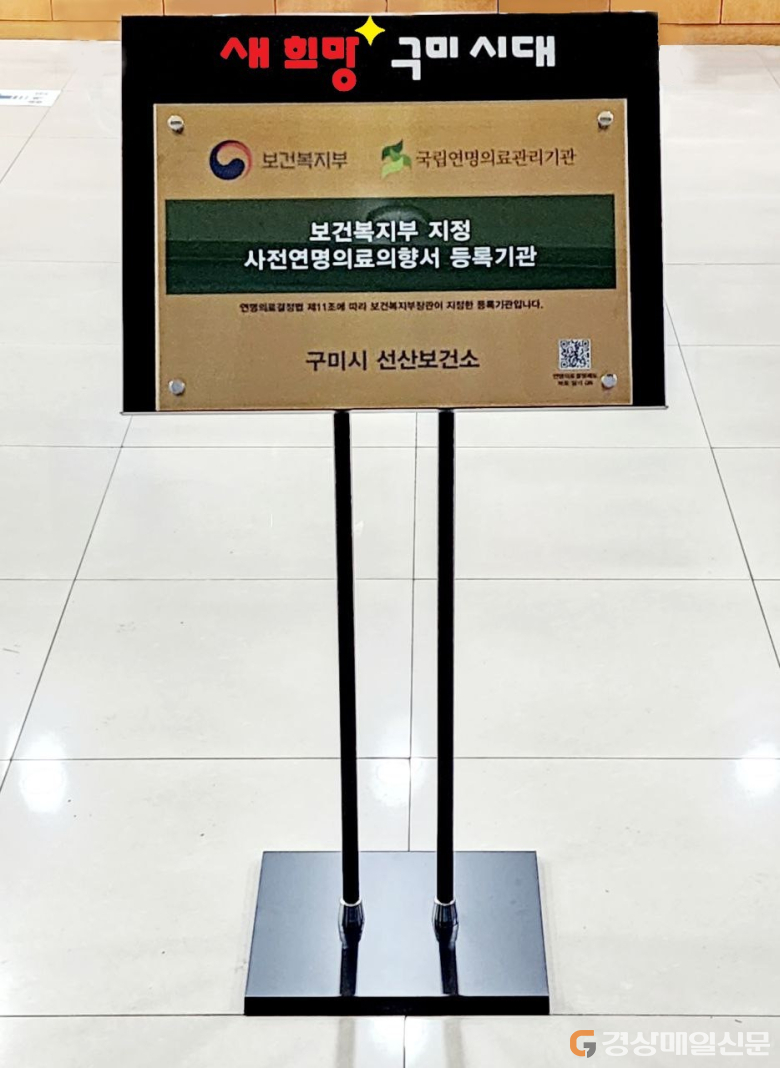 새 희망 구미 시대
보건복지부 국립연명의료관리기관
보건복지부 지정
사전연명의료의향서 등록기관
연명의료결정법 제11조에 따라 보건복지부장관이 지정한 등록기관입니다.
구미시 선산보건소
경상매일신문